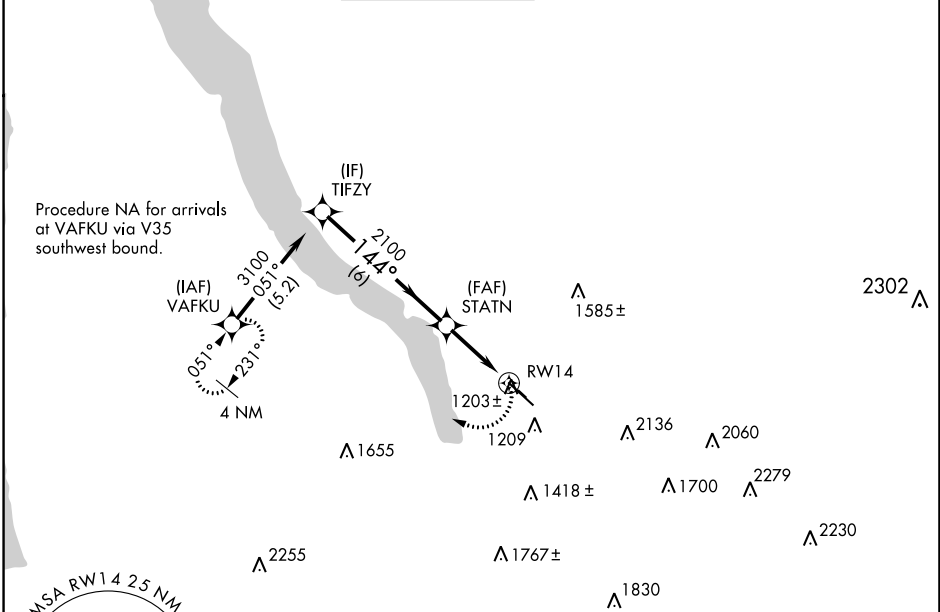 (IF)
TIFZY
Procedure NA for arrivals
at VAFKU via V35
southwest bound.
2100
144°
(6)
3100
051°
(5.2)
(IAF)
VAFKU
(FAF)
STATN
1585±
2302
051°
231°
4 NM
RW14
1203±
1209
2136
2060
1655
1418 ±
1700
2279
2230
2255
1767±
1830
MSA RW14 25 NM